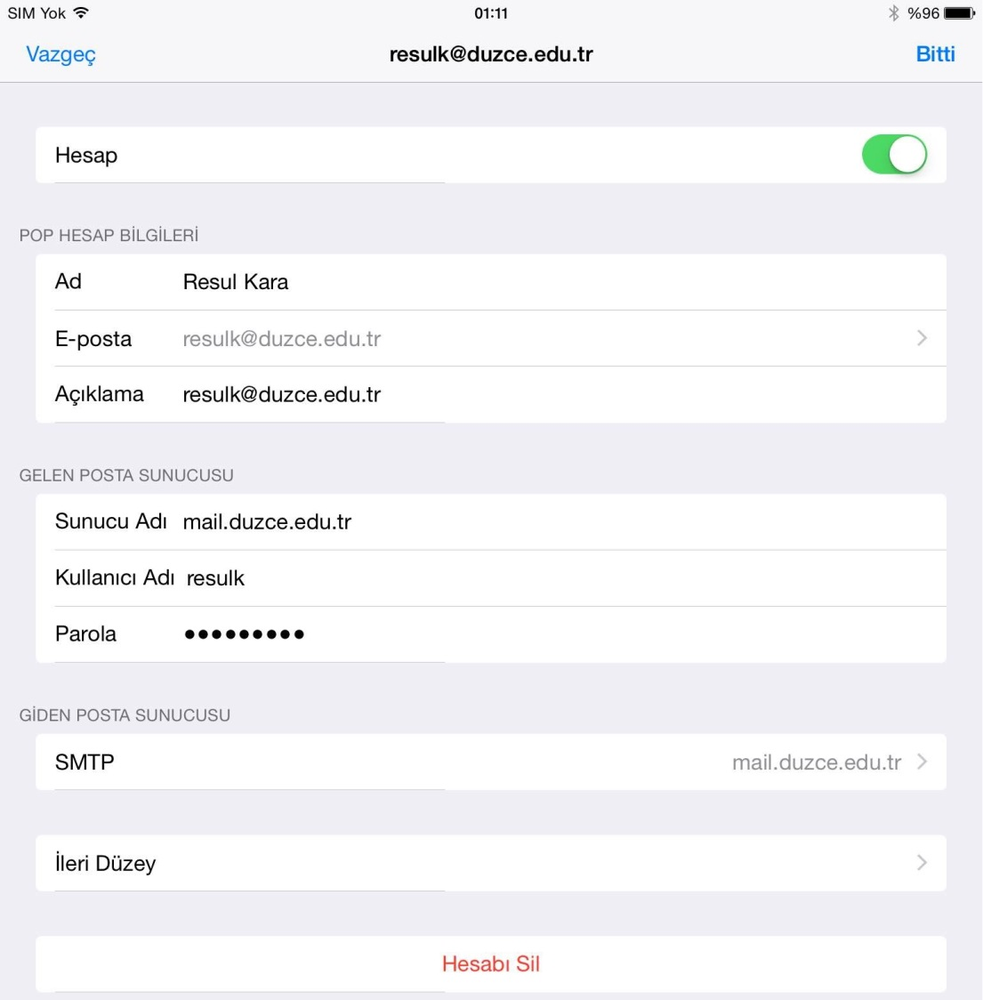 SIM Yok 01:11 %96
Vazgeç resulk@duzce.edu.tr Bitti
Hesap
POP HESAP BİLGİLERİ
Ad Resul Kara
E-posta resulk@duzce.edu.tr
Açıklama resulk@duzce.edu.tr
GELEN POSTA SUNUCUSU
Sunucu Adı mail.duzce.edu.tr
Kullanıcı Adı resulk
Parola •••••••••
GİDEN POSTA SUNUCUSU
SMTP mail.duzce.edu.tr
İleri Düzey
Hesabı Sil